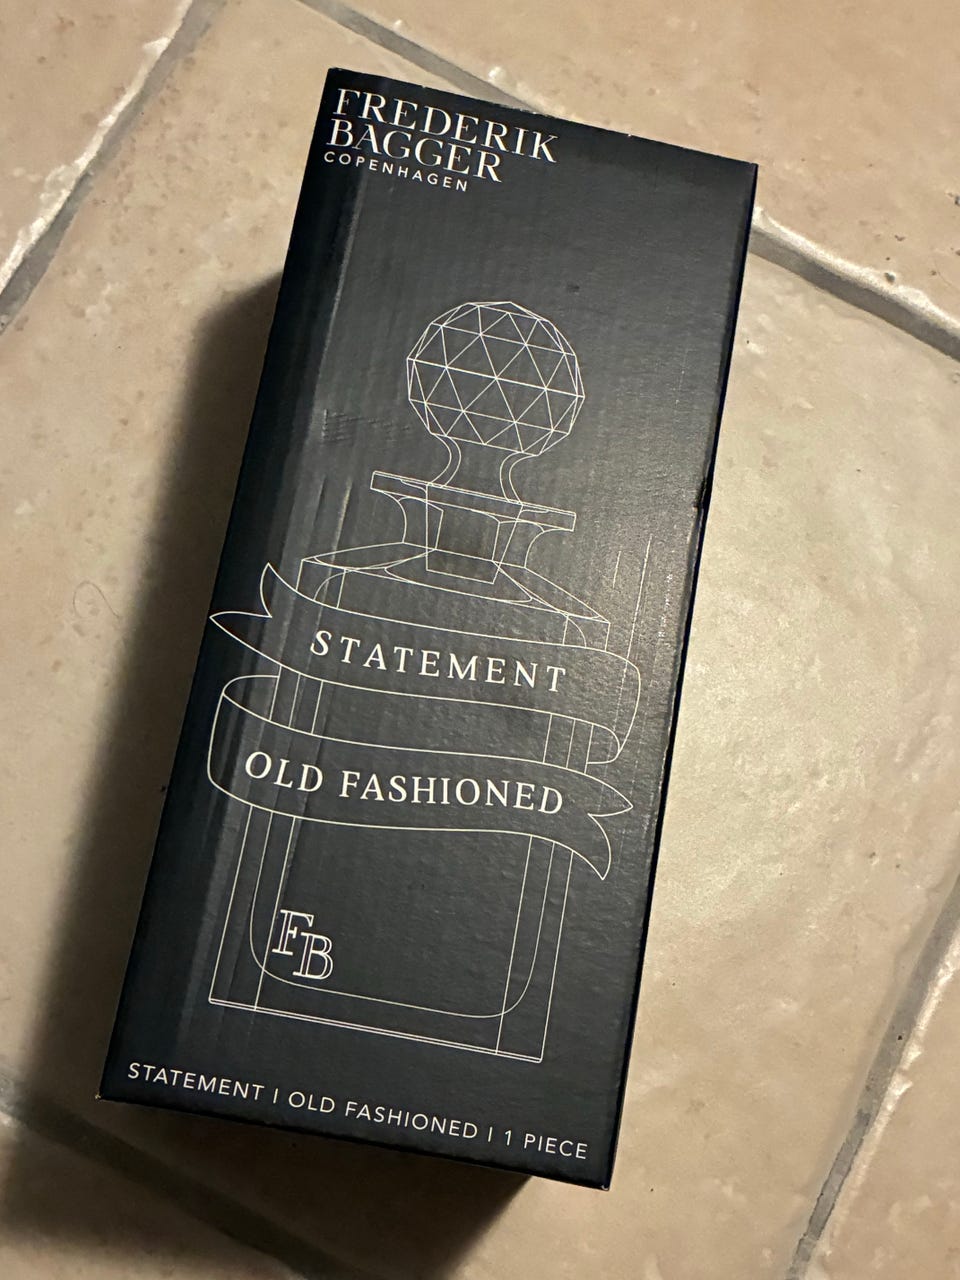 FREDERIK
BAGGER
COPENHAGEN
STATEMENT
OLD FASHIONED
FB
STATEMENT | OLD FASHIONED | 1 PIECE